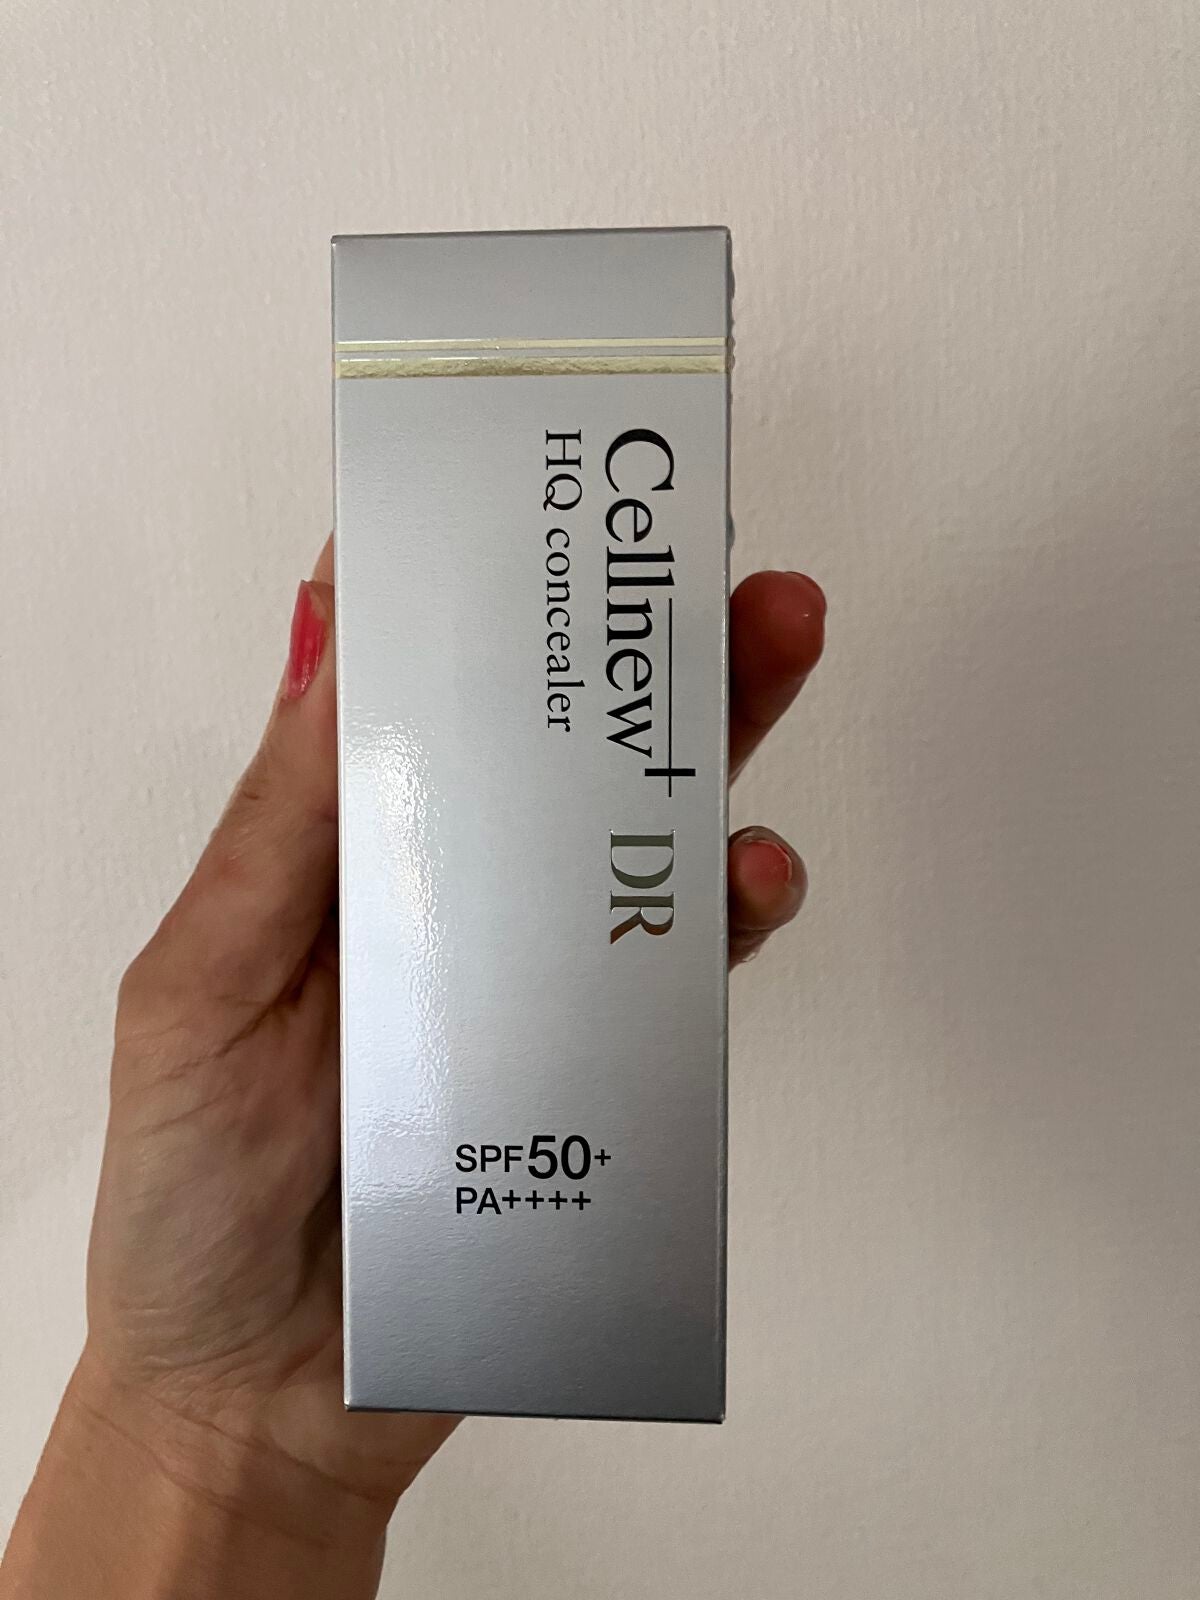 Cellnew+ DR
HQ concealer
SPF50+
PA++++